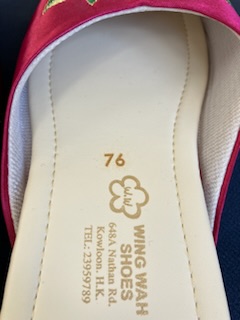 76
W.W.
WING WAH
SHOES
648A Nathan Rd.
Kowloon. H.K.
TEL: 23959789